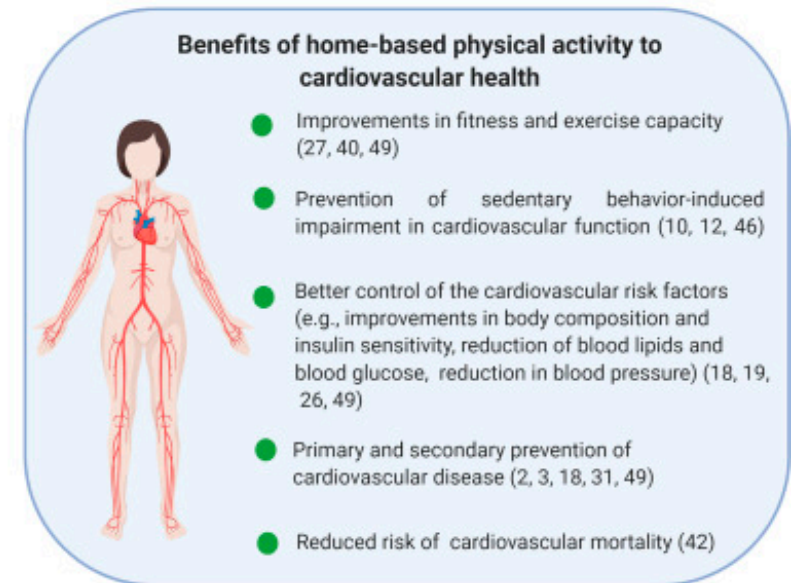 Benefits of home-based physical activity to
cardiovascular health
Improvements in fitness and exercise capacity
(27, 40, 49)
Prevention of sedentary behavior-induced
impairment in cardiovascular function (10, 12, 46)
Better control of the cardiovascular risk factors
(e.g., improvements in body composition and
insulin sensitivity, reduction of blood lipids and
blood glucose, reduction in blood pressure) (18, 19,
26, 49)
Primary and secondary prevention of
cardiovascular disease (2, 3, 18, 31, 49)
Reduced risk of cardiovascular mortality (42)